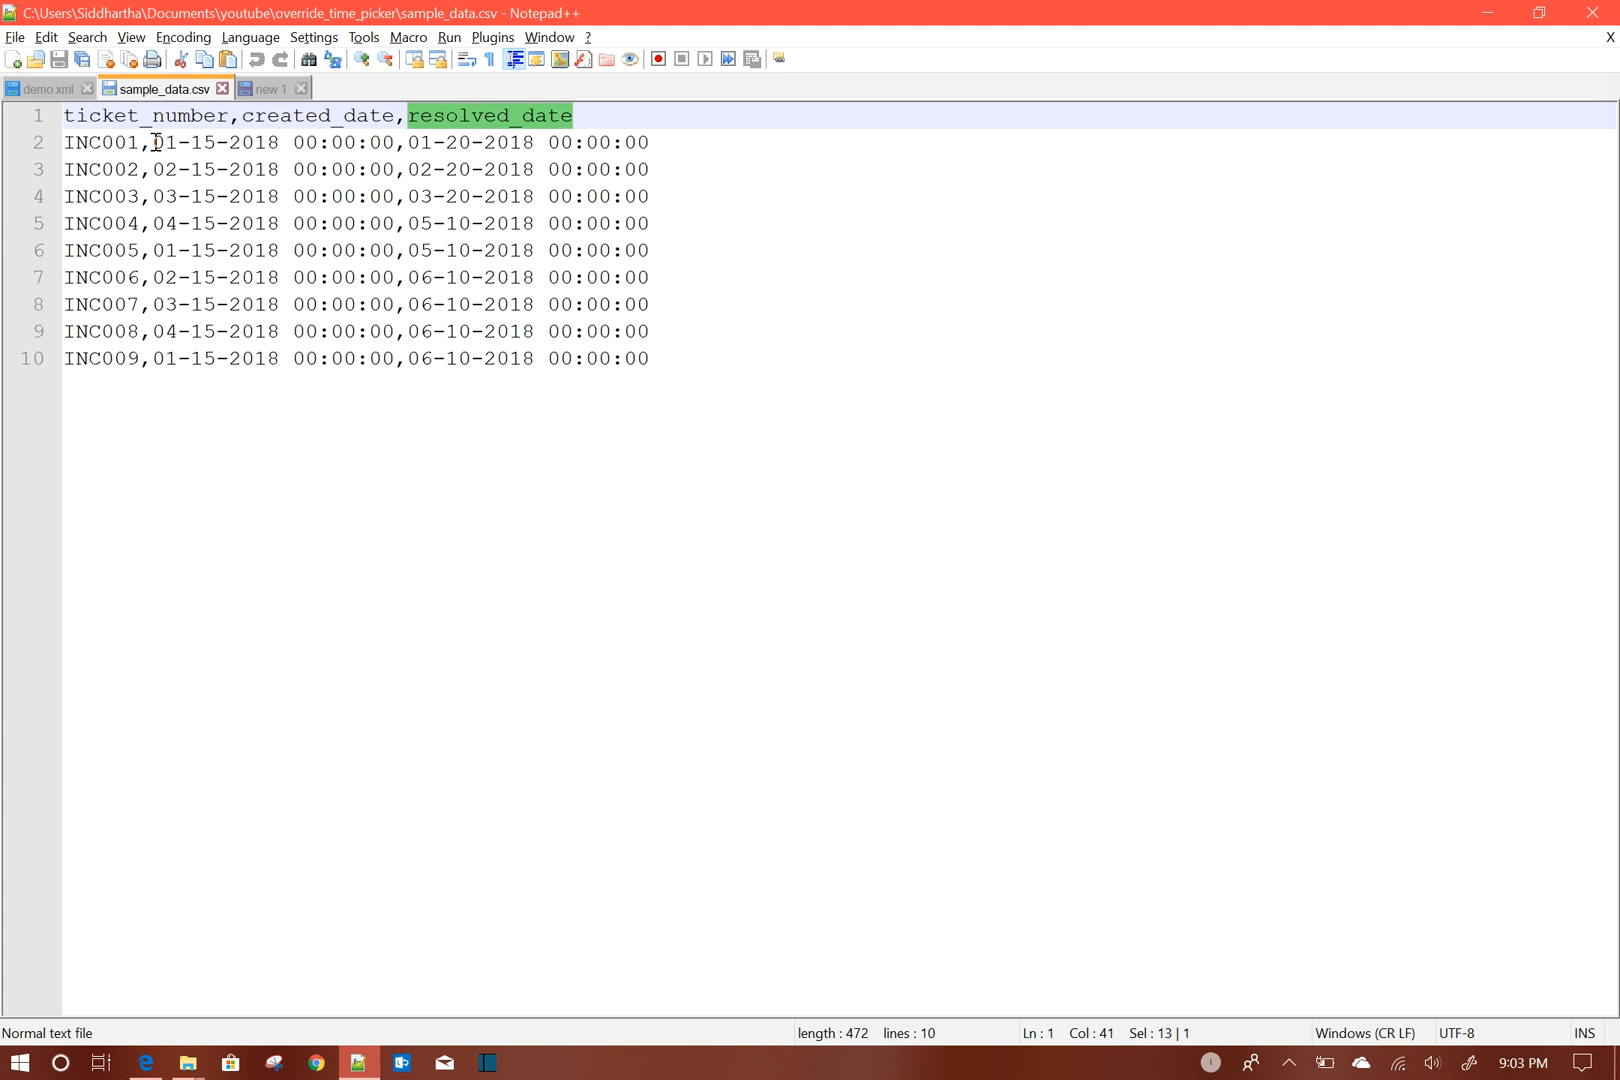 C:\Users\Siddhartha\Documents\youtube\override_time_picker\sample_data.csv - Notepad++
File Edit Search View Encoding Language Settings Tools Macro Run Plugins Window ? X
demo.xml sample_data.csv new 1
1 ticket_number,created_date,resolved_date
2 INC001,01-15-2018 00:00:00,01-20-2018 00:00:00
3 INC002,02-15-2018 00:00:00,02-20-2018 00:00:00
4 INC003,03-15-2018 00:00:00,03-20-2018 00:00:00
5 INC004,04-15-2018 00:00:00,05-10-2018 00:00:00
6 INC005,01-15-2018 00:00:00,05-10-2018 00:00:00
7 INC006,02-15-2018 00:00:00,06-10-2018 00:00:00
8 INC007,03-15-2018 00:00:00,06-10-2018 00:00:00
9 INC008,04-15-2018 00:00:00,06-10-2018 00:00:00
10 INC009,01-15-2018 00:00:00,06-10-2018 00:00:00
Normal text file length : 472 lines : 10 Ln : 1 Col : 41 Sel : 13 | 1 Windows (CR LF) UTF-8 INS
9:03 PM